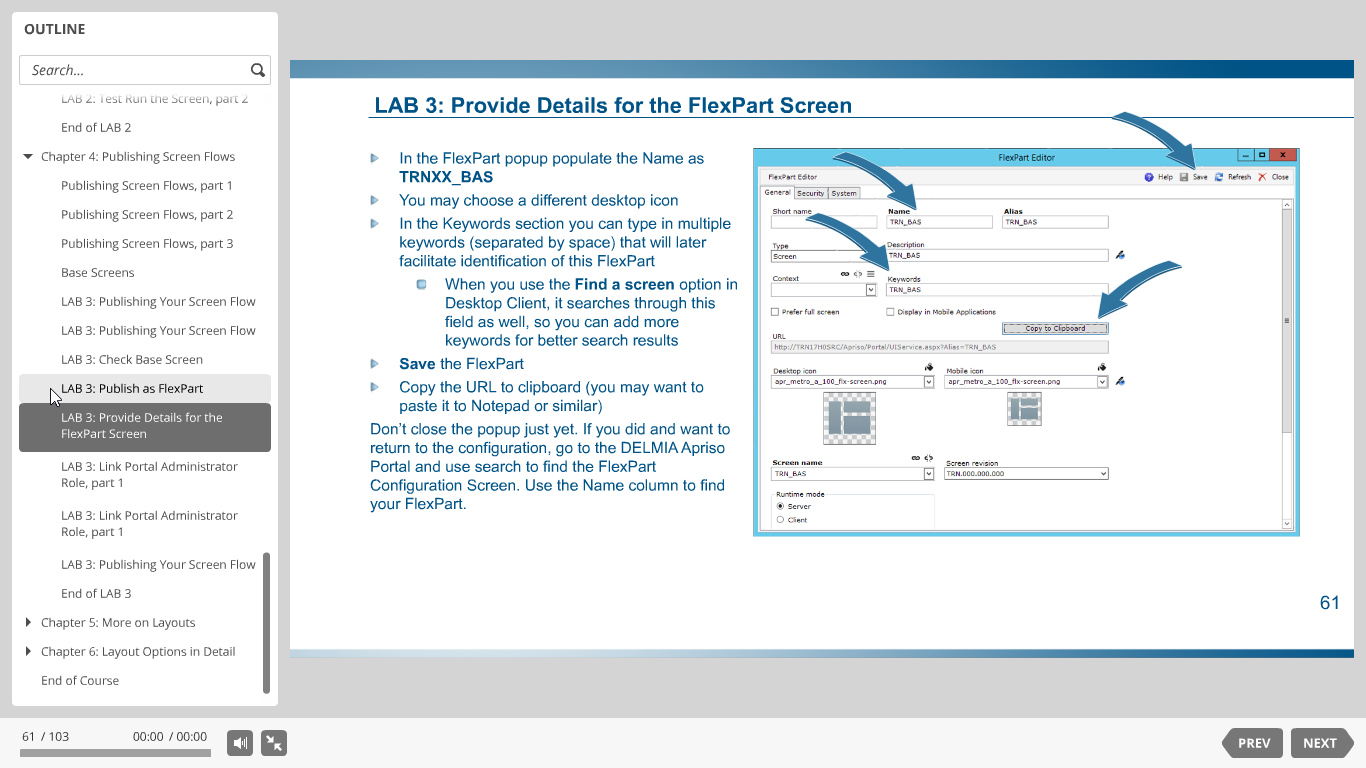 OUTLINE
Search...
LAB 2: Test Run the Screen, part 2
End of LAB 2
Chapter 4: Publishing Screen Flows
Publishing Screen Flows, part 1
Publishing Screen Flows, part 2
Publishing Screen Flows, part 3
Base Screens
LAB 3: Publishing Your Screen Flow
LAB 3: Publishing Your Screen Flow
LAB 3: Check Base Screen
LAB 3: Publish as FlexPart
LAB 3: Provide Details for the
FlexPart Screen
LAB 3: Link Portal Administrator
Role, part 1
LAB 3: Link Portal Administrator
Role, part 1
LAB 3: Publishing Your Screen Flow
End of LAB 3
Chapter 5: More on Layouts
Chapter 6: Layout Options in Detail
End of Course
LAB 3: Provide Details for the FlexPart Screen
In the FlexPart popup populate the Name as
TRNXX_BAS
You may choose a different desktop icon
In the Keywords section you can type in multiple
keywords (separated by space) that will later
facilitate identification of this FlexPart
When you use the Find a screen option in
Desktop Client, it searches through this
field as well, so you can add more
keywords for better search results
Save the FlexPart
Copy the URL to clipboard (you may want to
paste it to Notepad or similar)
Don't close the popup just yet. If you did and want to
return to the configuration, go to the DELMIA Apriso
Portal and use search to find the FlexPart
Configuration Screen. Use the Name column to find
your FlexPart.
FlexPart Editor
FlexPart Editor Help Save Refresh Close
General Security System
Short name Name Alias
TRN_BAS TRN_BAS
Type Description
Screen TRN_BAS
Context Keywords
TRN_BAS
Prefer full screen Display in Mobile Applications
Copy to Clipboard
URL
http://TRN17H0SRC/Apriso/Portal/UIService.aspx?Alias=TRN_BAS
Desktop icon Mobile icon
apr_metro_a_100_flx-screen.png apr_metro_a_100_flx-screen.png
Screen name Screen revision
TRN_BAS TRN.000.000.000
Runtime mode
Server
Client
61
61 / 103 00:00 / 00:00
PREV NEXT